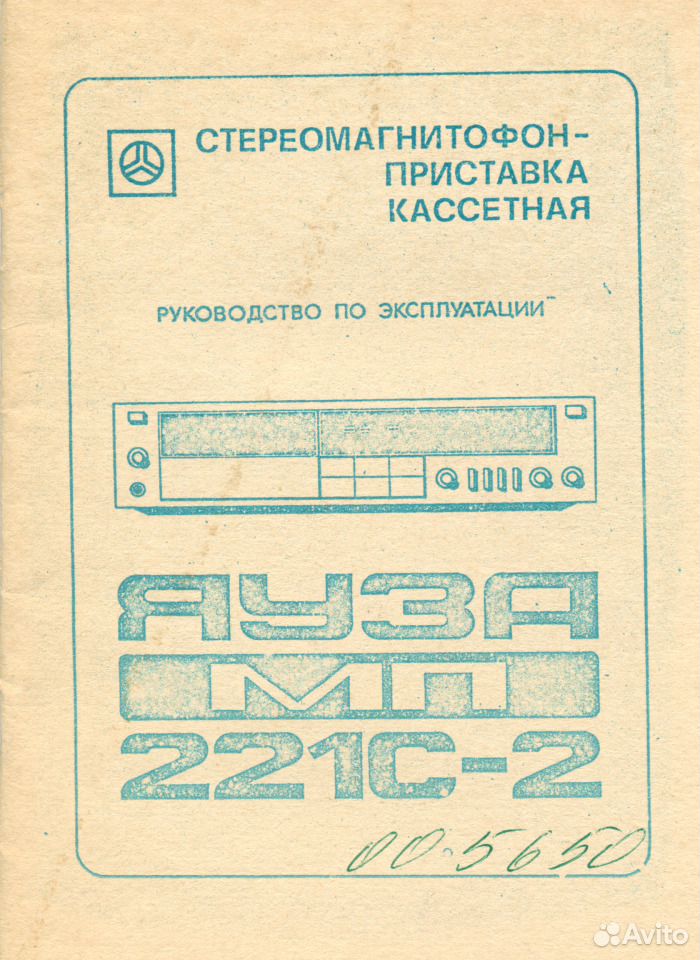 СТЕРЕОМАГНИТОФОН-
ПРИСТАВКА
КАССЕТНАЯ
РУКОВОДСТВО ПО ЭКСПЛУАТАЦИИ
ЯУЗА
МП
221С-2
00-5650
Avito